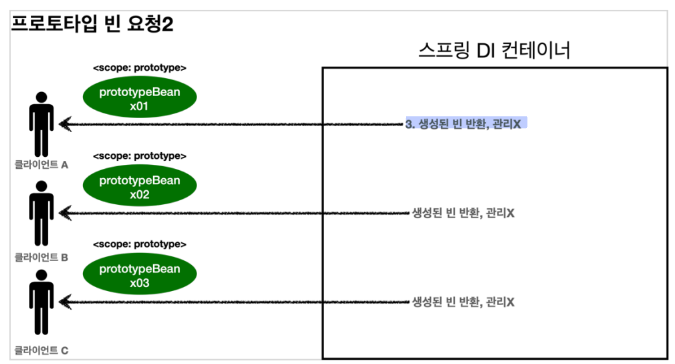 프로토타입 빈 요청2
스프링 DI 컨테이너
<scope: prototype>
prototypeBean
x01
3. 생성된 빈 반환, 관리X
클라이언트 A
<scope: prototype>
prototypeBean
x02
생성된 빈 반환, 관리X
클라이언트 B
<scope: prototype>
prototypeBean
x03
생성된 빈 반환, 관리X
클라이언트 C